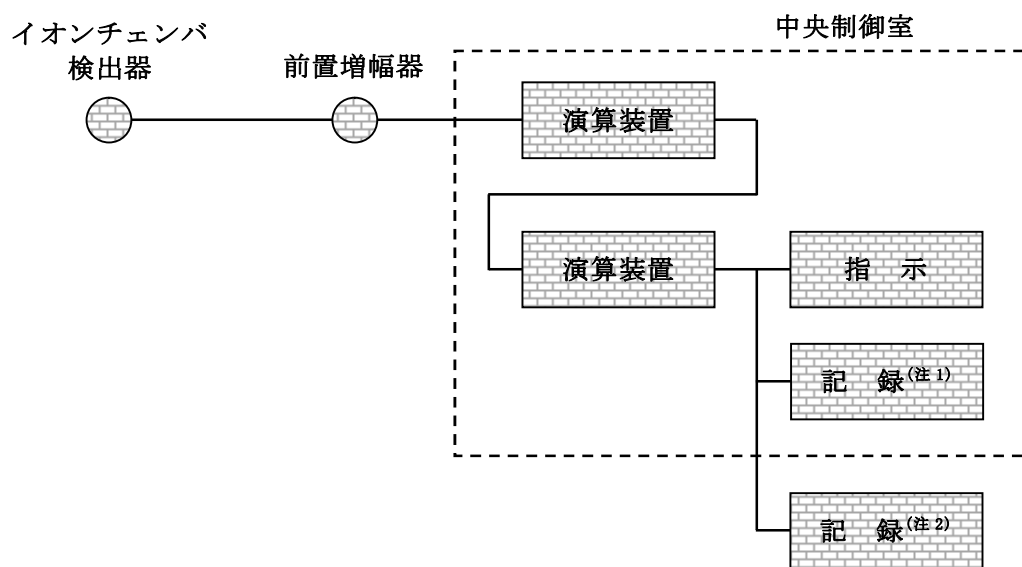 中央制御室
イオンチェンバ
検出器
前置増幅器
演算装置
演算装置
指 示
記 録(注1)
記 録(注2)